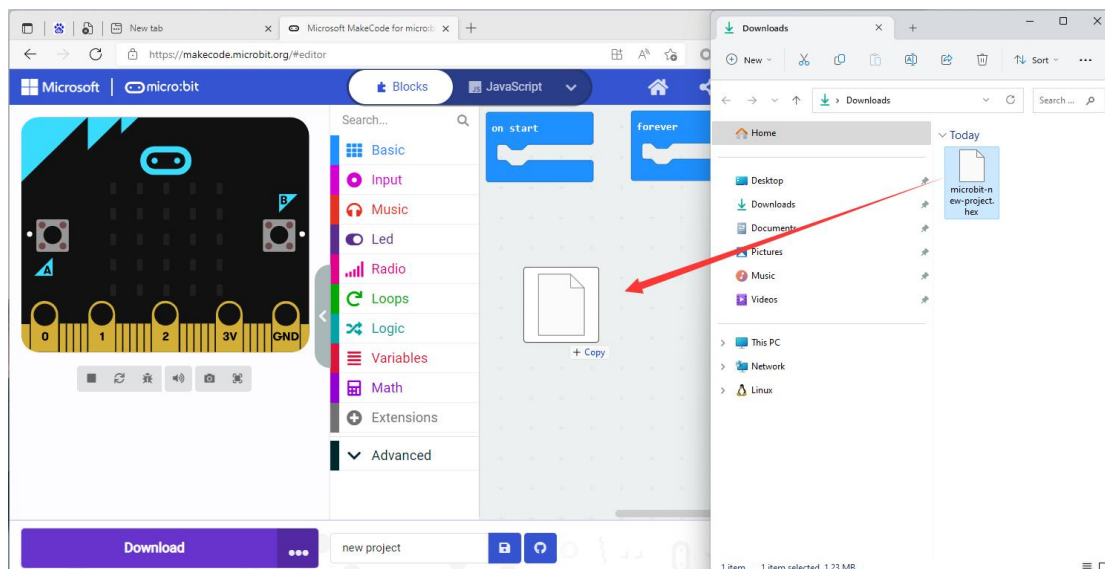 New tab
Microsoft MakeCode for micro:b
https://makecode.microbit.org/#editor
Microsoft
micro:bit
Blocks
JavaScript
Search...
Basic
Input
Music
Led
Radio
Loops
Logic
Variables
Math
Extensions
Advanced
on start
forever
+ Copy
A
B
0
1
2
3V
GND
Download
new project
Downloads
New
Sort
Downloads
Search ...
Home
Desktop
Downloads
Documents
Pictures
Music
Videos
This PC
Network
Linux
Today
microbit-n
ew-project.
hex
1 item
1 item selected 1.23 MB